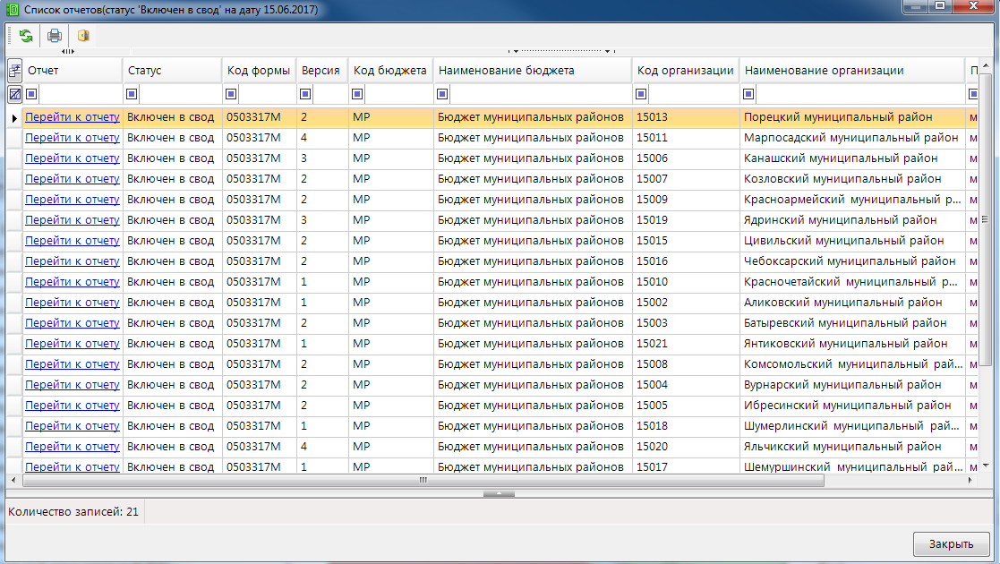 Список отчетов(статус 'Включен в свод' на дату 15.06.2017)
Отчет Статус Код формы Версия Код бюджета Наименование бюджета Код организации Наименование организации П
Перейти к отчету Включен в свод 0503317М 2 МР Бюджет муниципальных районов 15013 Порецкий муниципальный район м
Перейти к отчету Включен в свод 0503317М 4 МР Бюджет муниципальных районов 15011 Марпосадский муниципальный район м
Перейти к отчету Включен в свод 0503317М 3 МР Бюджет муниципальных районов 15006 Канашский муниципальный район м
Перейти к отчету Включен в свод 0503317М 2 МР Бюджет муниципальных районов 15007 Козловский муниципальный район м
Перейти к отчету Включен в свод 0503317М 2 МР Бюджет муниципальных районов 15009 Красноармейский муниципальный р... м
Перейти к отчету Включен в свод 0503317М 3 МР Бюджет муниципальных районов 15019 Ядринский муниципальный район м
Перейти к отчету Включен в свод 0503317М 2 МР Бюджет муниципальных районов 15015 Цивильский муниципальный район м
Перейти к отчету Включен в свод 0503317М 2 МР Бюджет муниципальных районов 15016 Чебоксарский муниципальный район м
Перейти к отчету Включен в свод 0503317М 1 МР Бюджет муниципальных районов 15010 Красночетайский муниципальный р... м
Перейти к отчету Включен в свод 0503317М 1 МР Бюджет муниципальных районов 15002 Аликовский муниципальный район м
Перейти к отчету Включен в свод 0503317М 2 МР Бюджет муниципальных районов 15003 Батыревский муниципальный район м
Перейти к отчету Включен в свод 0503317М 1 МР Бюджет муниципальных районов 15021 Янтиковский муниципальный район м
Перейти к отчету Включен в свод 0503317М 2 МР Бюджет муниципальных районов 15008 Комсомольский муниципальный рай... м
Перейти к отчету Включен в свод 0503317М 2 МР Бюджет муниципальных районов 15004 Вурнарский муниципальный район м
Перейти к отчету Включен в свод 0503317М 2 МР Бюджет муниципальных районов 15005 Ибресинский муниципальный район м
Перейти к отчету Включен в свод 0503317М 1 МР Бюджет муниципальных районов 15018 Шумерлинский муниципальный рай... м
Перейти к отчету Включен в свод 0503317М 4 МР Бюджет муниципальных районов 15020 Яльчикский муниципальный район м
Перейти к отчету Включен в свод 0503317М 1 МР Бюджет муниципальных районов 15017 Шемуршинский муниципальный рай... м
Количество записей: 21
Закрыть